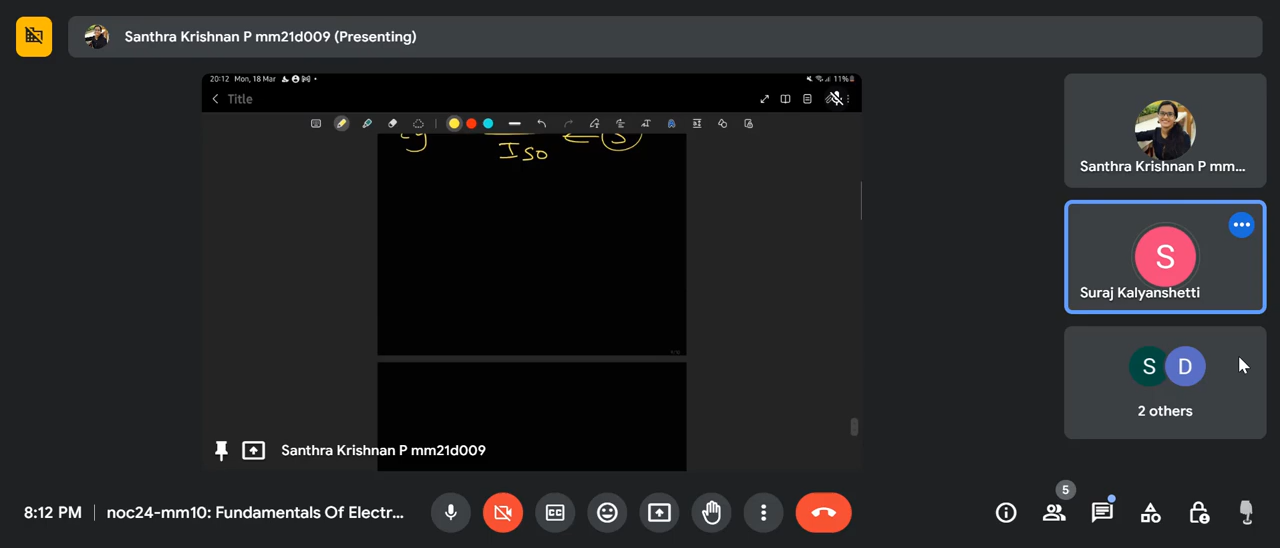 Santhra Krishnan P mm21d009 (Presenting)
20:12 Mon, 18 Mar
11%
Title
Iso
Santhra Krishnan P mm21d009
Santhra Krishnan P mm...
S
Suraj Kalyanshetti
S D
2 others
8:12 PM | noc24-mm10: Fundamentals Of Electr...
5